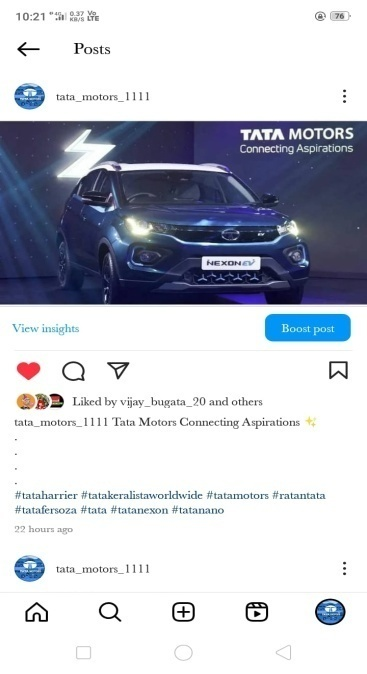 10:21 4G 0.37 KB/S Vo LTE 76
Posts
tata_motors_1111
TATA MOTORS
Connecting Aspirations
NEXON EV
View insights
Boost post
Liked by vijay_bugata_20 and others
tata_motors_1111 Tata Motors Connecting Aspirations ✨
.
.
.
.
#tataharrier #tatakeralistaworldwide #tatamotors #ratantata
#tatafersoza #tata #tatanexon #tatanano
22 hours ago
tata_motors_1111